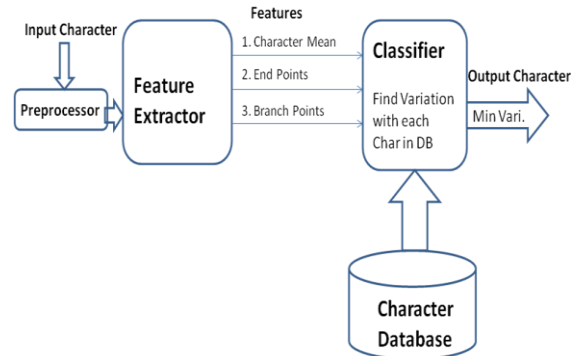 Features
Input Character
1. Character Mean
Classifier
Preprocessor
Feature
Extractor
2. End Points
3. Branch Points
Find Variation
with each
Char in DB
Output Character
Min Vari.
Character
Database